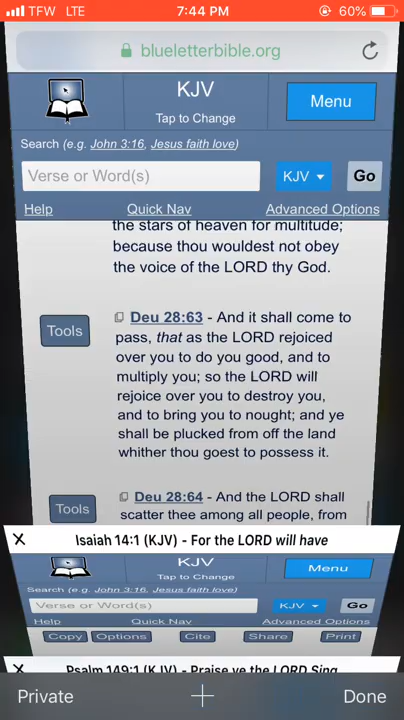 TFW LTE 7:44 PM 60%
blueletterbible.org
KJV
Tap to Change
Menu
Search (e.g. John 3:16, Jesus faith love)
Verse or Word(s)
KJV
Go
Help Quick Nav Advanced Options
the stars of heaven for multitude;
because thou wouldest not obey
the voice of the LORD thy God.
Tools
Deu 28:63 - And it shall come to
pass, that as the LORD rejoiced
over you to do you good, and to
multiply you; so the LORD will
rejoice over you to destroy you,
and to bring you to nought; and ye
shall be plucked from off the land
whither thou goest to possess it.
Tools
Deu 28:64 - And the LORD shall
scatter thee among all people, from
X Isaiah 14:1 (KJV) - For the LORD will have
KJV
Tap to Change
Menu
Search (e.g. John 3:16, Jesus faith love)
Verse or Word(s)
KJV
Go
Help Quick Nav Advanced Options
Copy Options Cite Share Print
X Psalm 149:1 (KJV) - Praise ye the LORD Sing
Private + Done